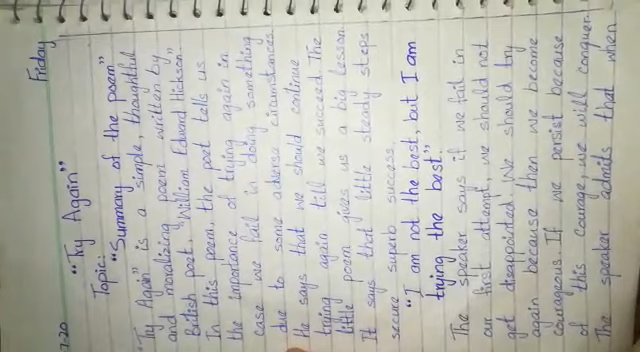 Friday
7-20
"Try Again"
Topic:
"Summary of the poem"
"Try Again" is a simple, thoughtful
and moralizing poem written by
British poet, "William Edward Hickson."
In this poem, the poet tells us
the importance of trying again in
case we fail in doing something
due to some adverse circumstances.
He says that we should continue
trying again till we succeed. The
little poem gives us a big lesson
It says that little steady steps
secure superb success.
"I am not the best, but I am
trying the best".
The speaker says if we fail in
our first attempt, we should not
get disappointed. We should try
again because then we become
courageous. If we persist because
of this courage, we will conquer.
The speaker admits that when